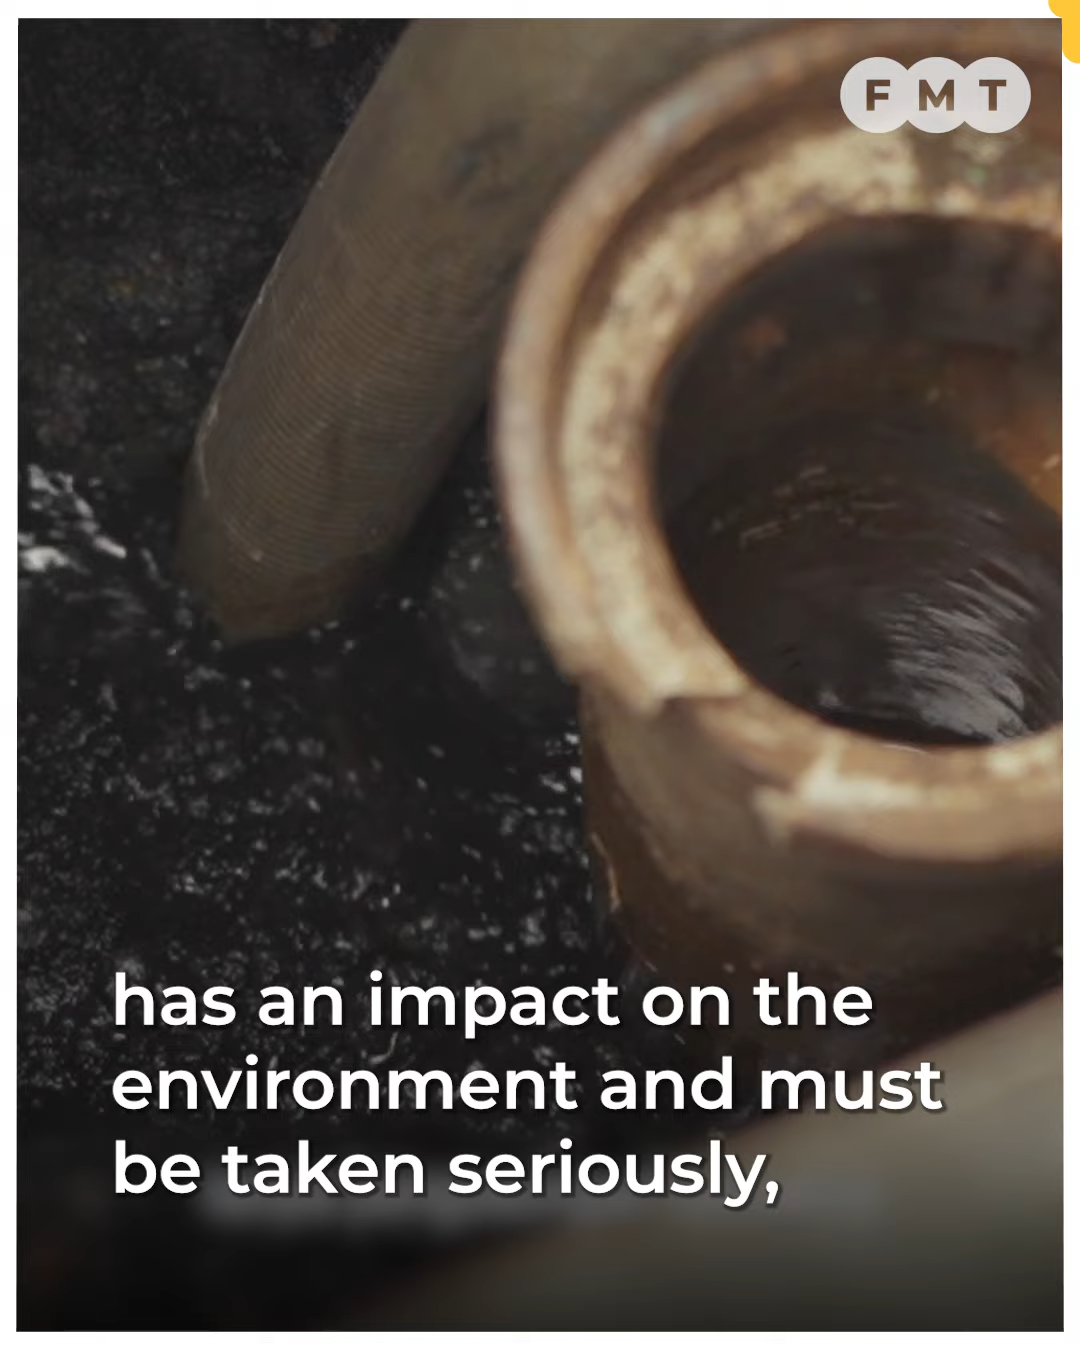 FMT
has an impact on the
environment and must
be taken seriously,